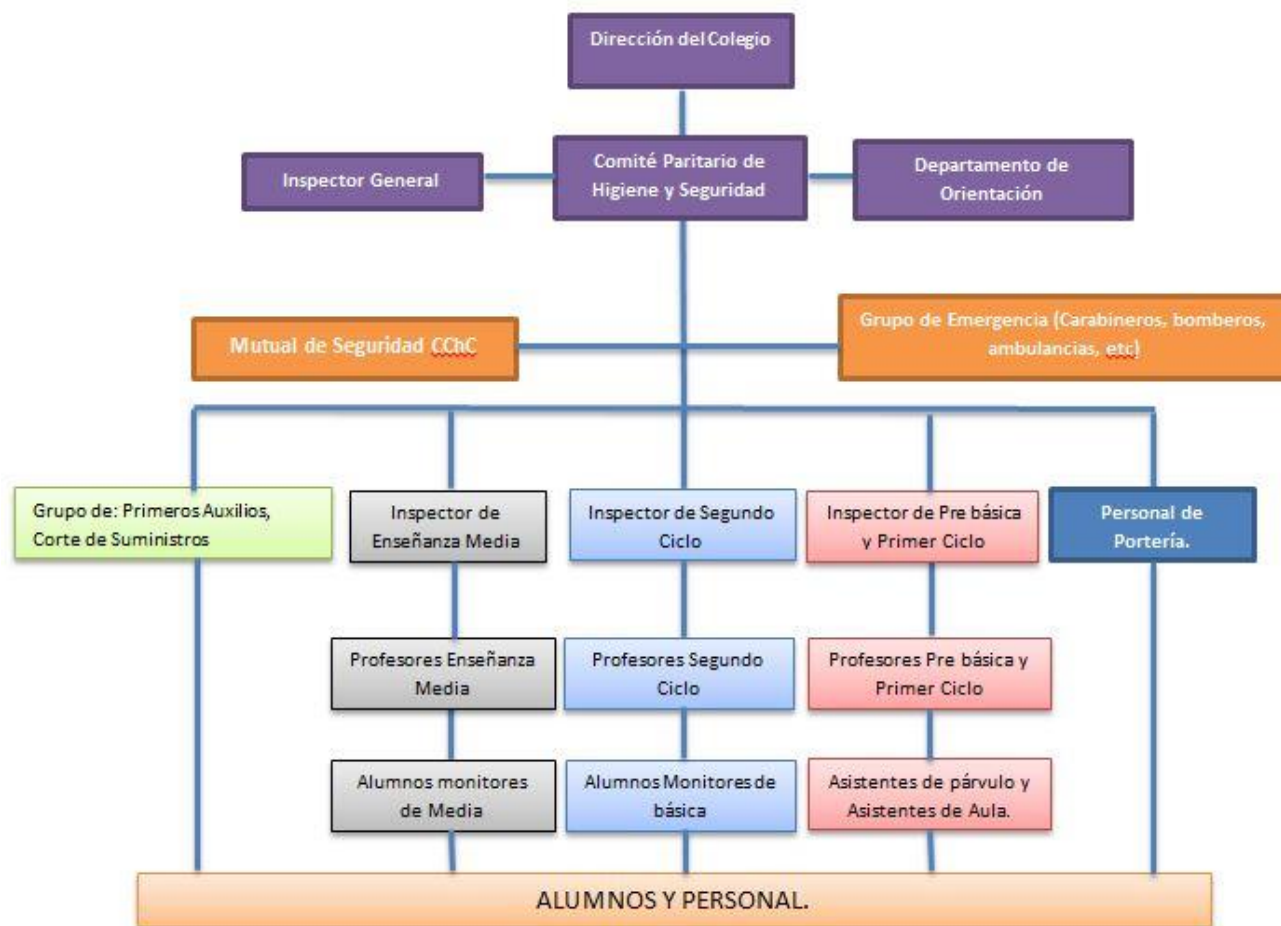 Dirección del Colegio
Inspector General
Comité Paritario de
Higiene y Seguridad
Departamento de
Orientación
Mutual de Seguridad CChC
Grupo de Emergencia (Carabineros, bomberos,
ambulancias, etc)
Grupo de: Primeros Auxilios,
Corte de Suministros
Inspector de
Enseñanza Media
Inspector de Segundo
Ciclo
Inspector de Pre básica
y Primer Ciclo
Personal de
Portería.
Profesores Enseñanza
Media
Profesores Segundo
Ciclo
Profesores Pre básica y
Primer Ciclo
Alumnos monitores
de Media
Alumnos Monitores de
básica
Asistentes de párvulo y
Asistentes de Aula.
ALUMNOS Y PERSONAL.